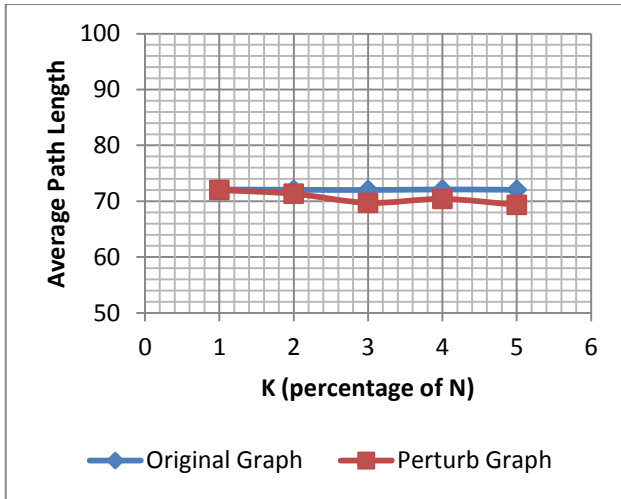 100
90
80
70
60
50
Average Path Length
0 1 2 3 4 5 6
K (percentage of N)
Original Graph Perturb Graph